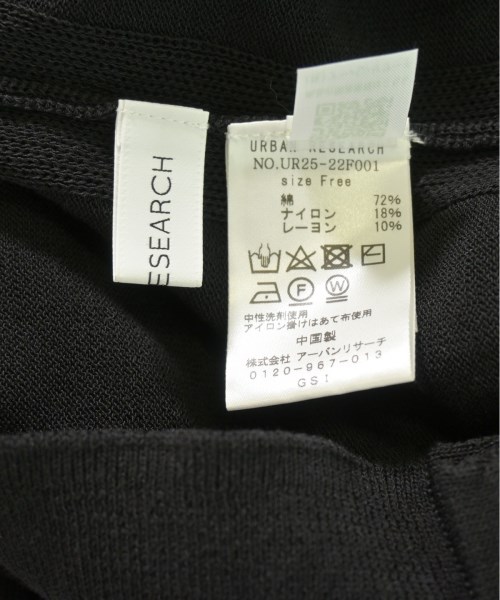 ESEARCH
URBAN RESEARCH
NO.UR25-22F001
size Free
綿 72%
ナイロン 18%
レーヨン 10%
F W
中性洗剤使用
アイロン掛けはあて布使用
中国製
株式会社 アーバンリサーチ
0120-967-013
GSI